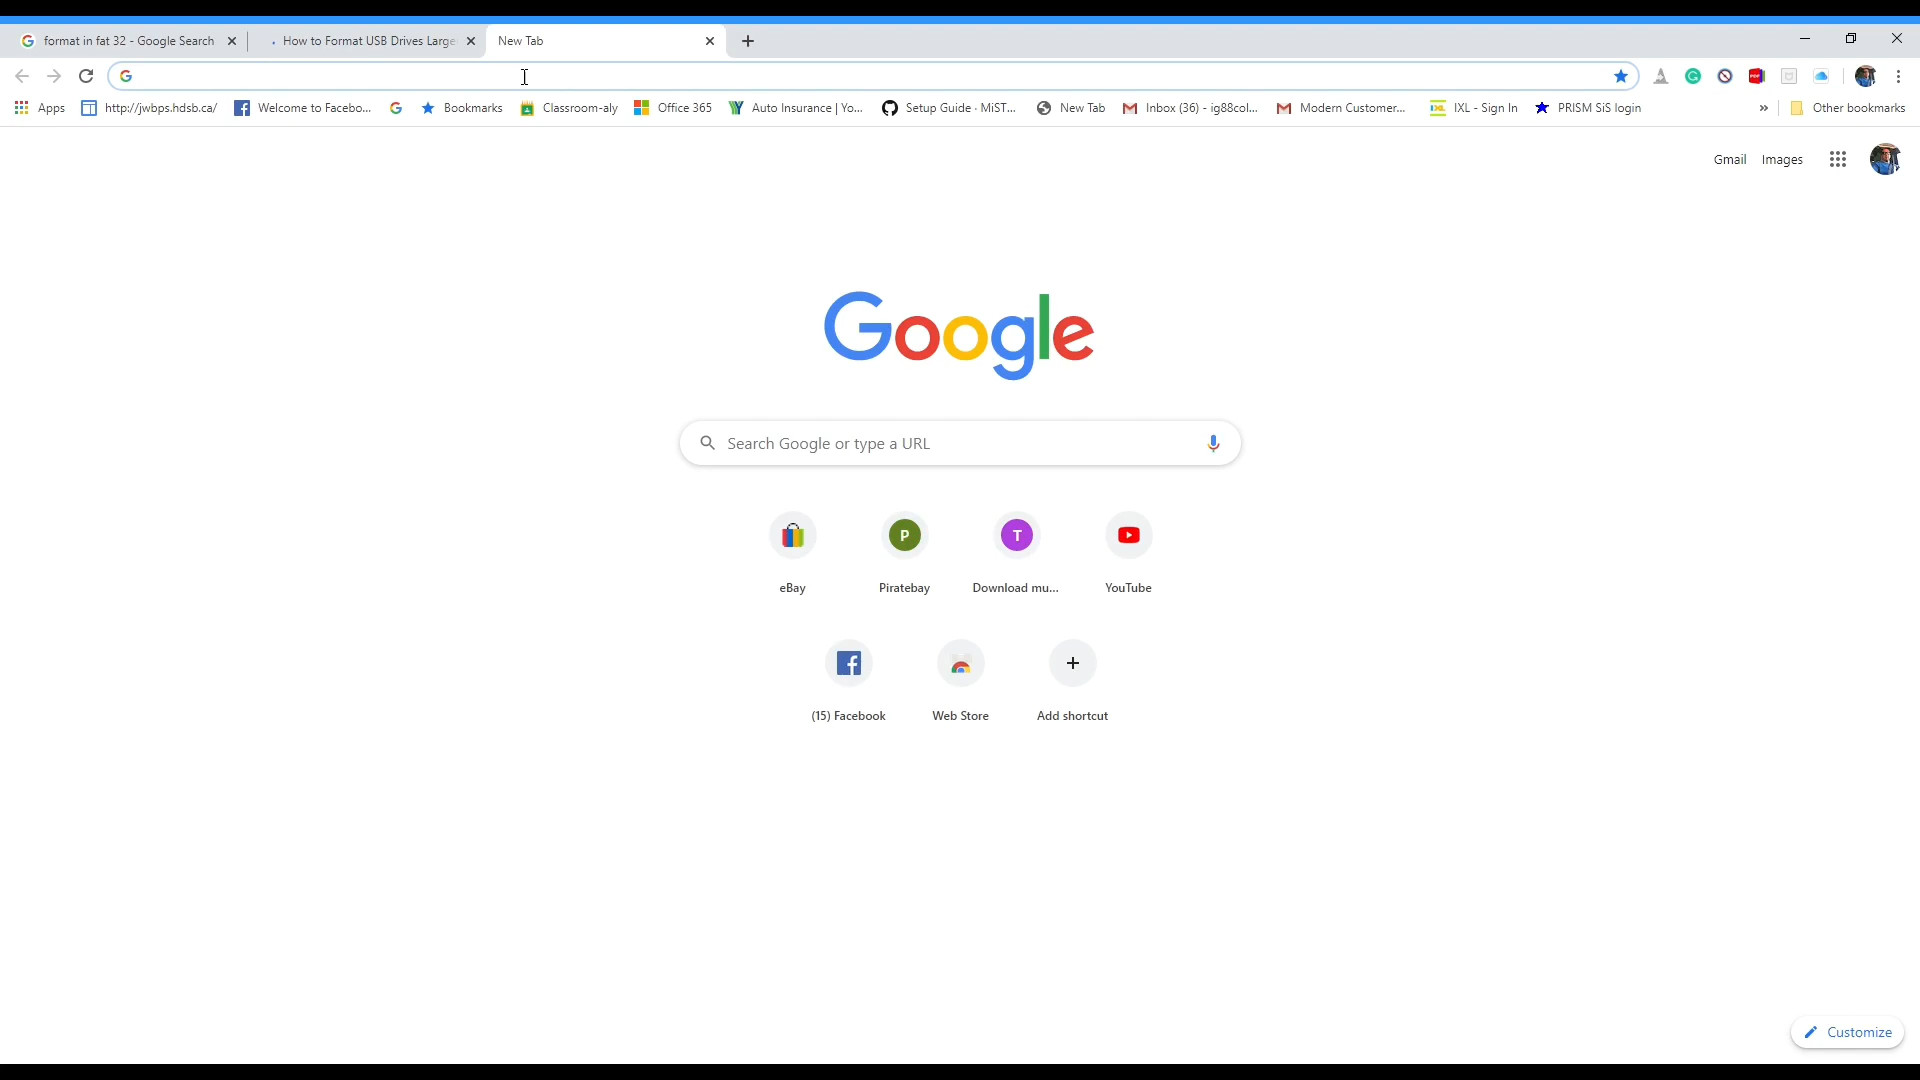 format in fat 32 - Google Search
How to Format USB Drives Large
New Tab
Apps
http://jwbps.hdsb.ca/
Welcome to Facebo...
Bookmarks
Classroom-aly
Office 365
Auto Insurance | Yo...
Setup Guide · MiST...
New Tab
Inbox (36) - ig88col...
Modern Customer...
IXL - Sign In
PRISM SiS login
»
Other bookmarks
Gmail
Images
Google
Search Google or type a URL
P
T
eBay
Piratebay
Download mu...
YouTube
(15) Facebook
Web Store
Add shortcut
Customize